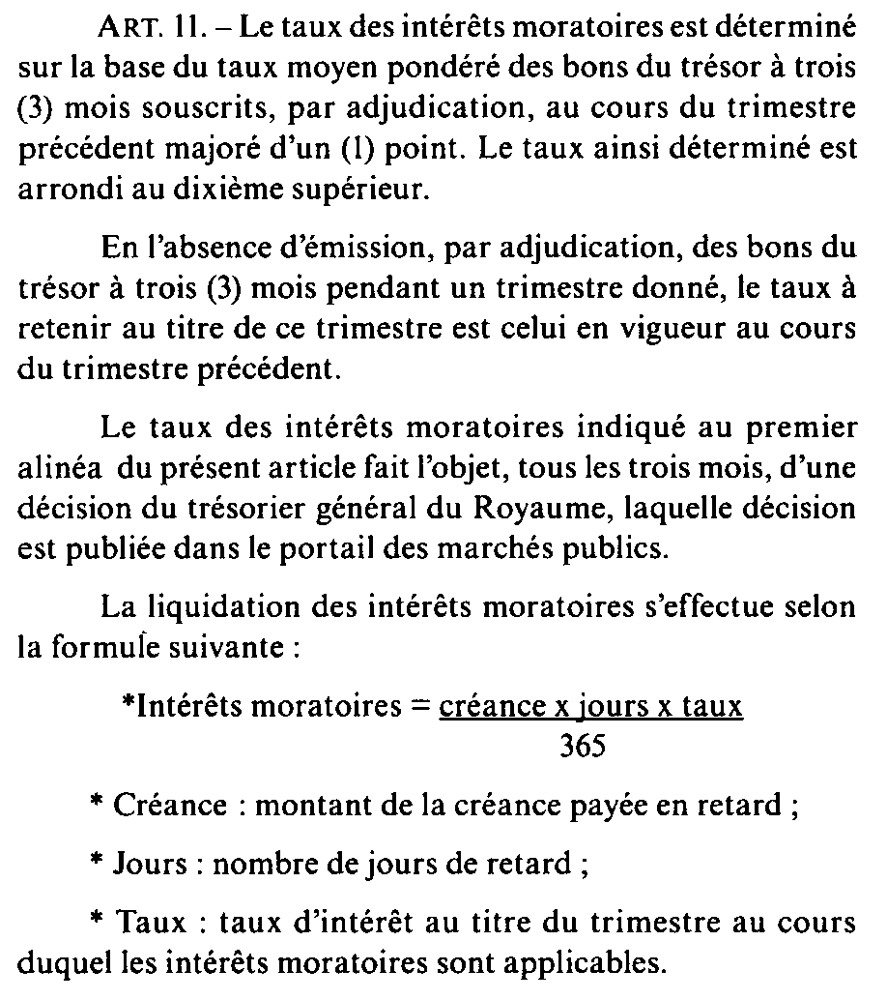 ART. 11. – Le taux des intérêts moratoires est déterminé
sur la base du taux moyen pondéré des bons du trésor à trois
(3) mois souscrits, par adjudication, au cours du trimestre
précédent majoré d'un (1) point. Le taux ainsi déterminé est
arrondi au dixième supérieur.
En l'absence d'émission, par adjudication, des bons du
trésor à trois (3) mois pendant un trimestre donné, le taux à
retenir au titre de ce trimestre est celui en vigueur au cours
du trimestre précédent.
Le taux des intérêts moratoires indiqué au premier
alinéa du présent article fait l'objet, tous les trois mois, d'une
décision du trésorier général du Royaume, laquelle décision
est publiée dans le portail des marchés publics.
La liquidation des intérêts moratoires s'effectue selon
la formule suivante :
*Intérêts moratoires = créance x jours x taux
365
* Créance : montant de la créance payée en retard ;
* Jours : nombre de jours de retard ;
* Taux : taux d'intérêt au titre du trimestre au cours
duquel les intérêts moratoires sont applicables.